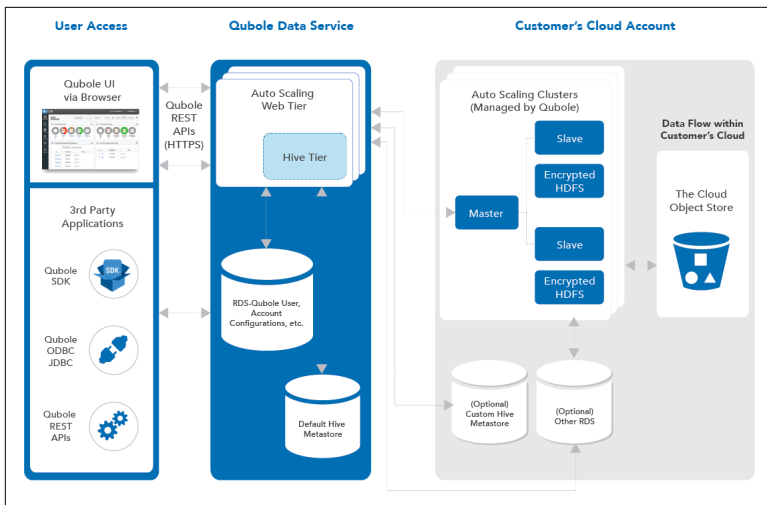 User Access
Qubole Data Service
Customer's Cloud Account
Qubole UI
via Browser
Qubole
REST
APIs
(HTTPS)
Auto Scaling
Web Tier
Hive Tier
Auto Scaling Clusters
(Managed by Qubole)
Slave
Encrypted
HDFS
Master
Slave
Encrypted
HDFS
Data Flow within
Customer's Cloud
The Cloud
Object Store
3rd Party
Applications
Qubole
SDK
SDK
Qubole
ODBC
JDBC
Qubole
REST
APIs
RDS-Qubole User,
Account
Configurations, etc.
Default Hive
Metastore
(Optional)
Custom Hive
Metastore
(Optional)
Other RDS